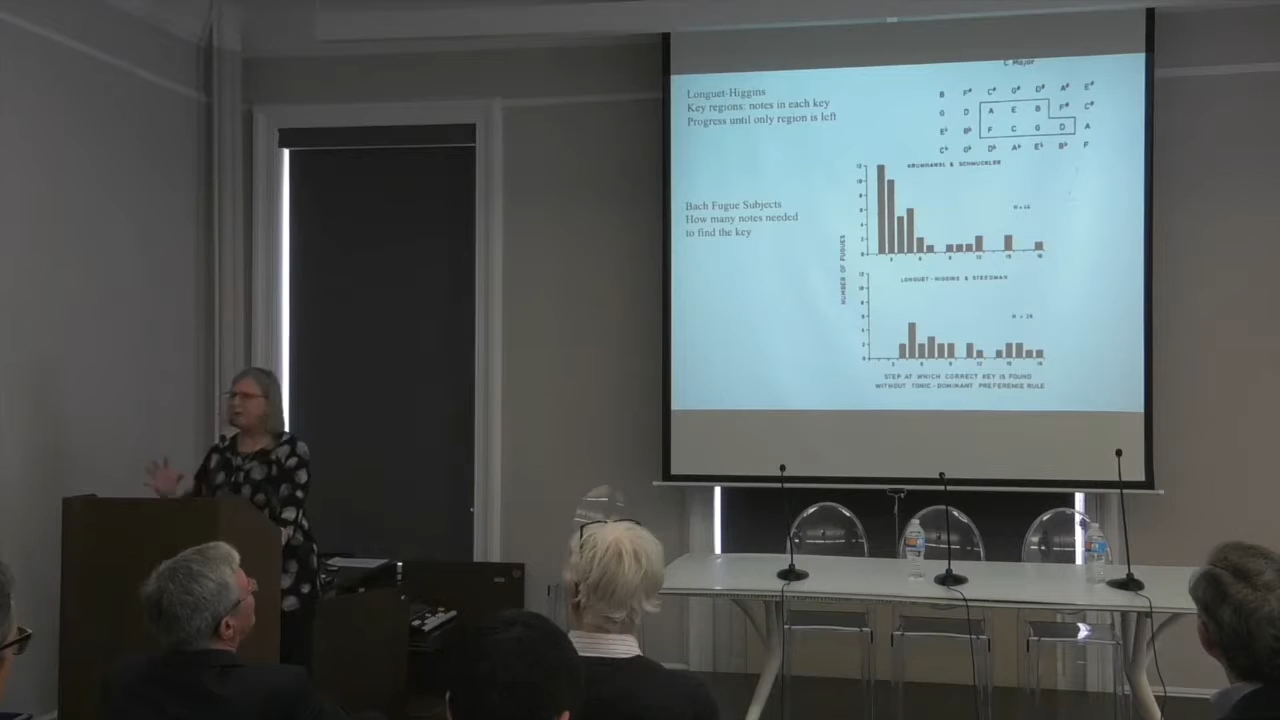 Longuet-Higgins
Key regions: notes in each key
Progress until only region is left
Bach Fugue Subjects
How many notes needed
to find the key
C Major
B F# C# G# D# A# E#
G D A E B F# C#
E♭ B♭ F C G D A
C♭ G♭ D♭ A♭ E♭ B♭ F
KRUMHANSL & SCHMUCKLER
NUMBER OF FUGUES
LONGUET-HIGGINS & STEEDMAN
STEP AT WHICH CORRECT KEY IS FOUND
WITHOUT TONIC-DOMINANT PREFERENCE RULE